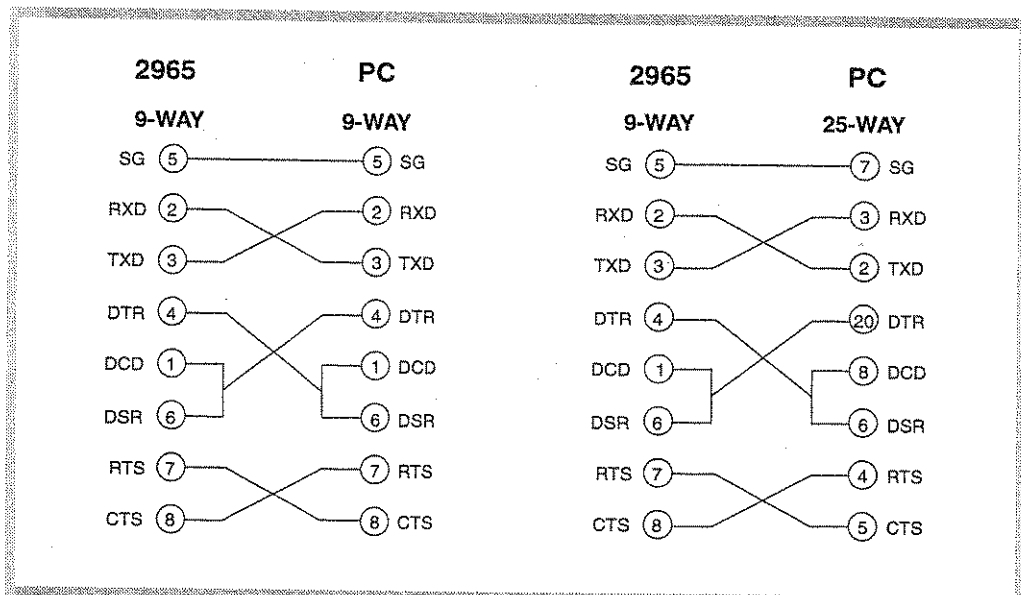 2965 PC
9-WAY 9-WAY
SG 5 5 SG
RXD 2 2 RXD
TXD 3 3 TXD
DTR 4 4 DTR
DCD 1 1 DCD
DSR 6 6 DSR
RTS 7 7 RTS
CTS 8 8 CTS
2965 PC
9-WAY 25-WAY
SG 5 7 SG
RXD 2 3 RXD
TXD 3 2 TXD
DTR 4 20 DTR
DCD 1 8 DCD
DSR 6 6 DSR
RTS 7 4 RTS
CTS 8 5 CTS